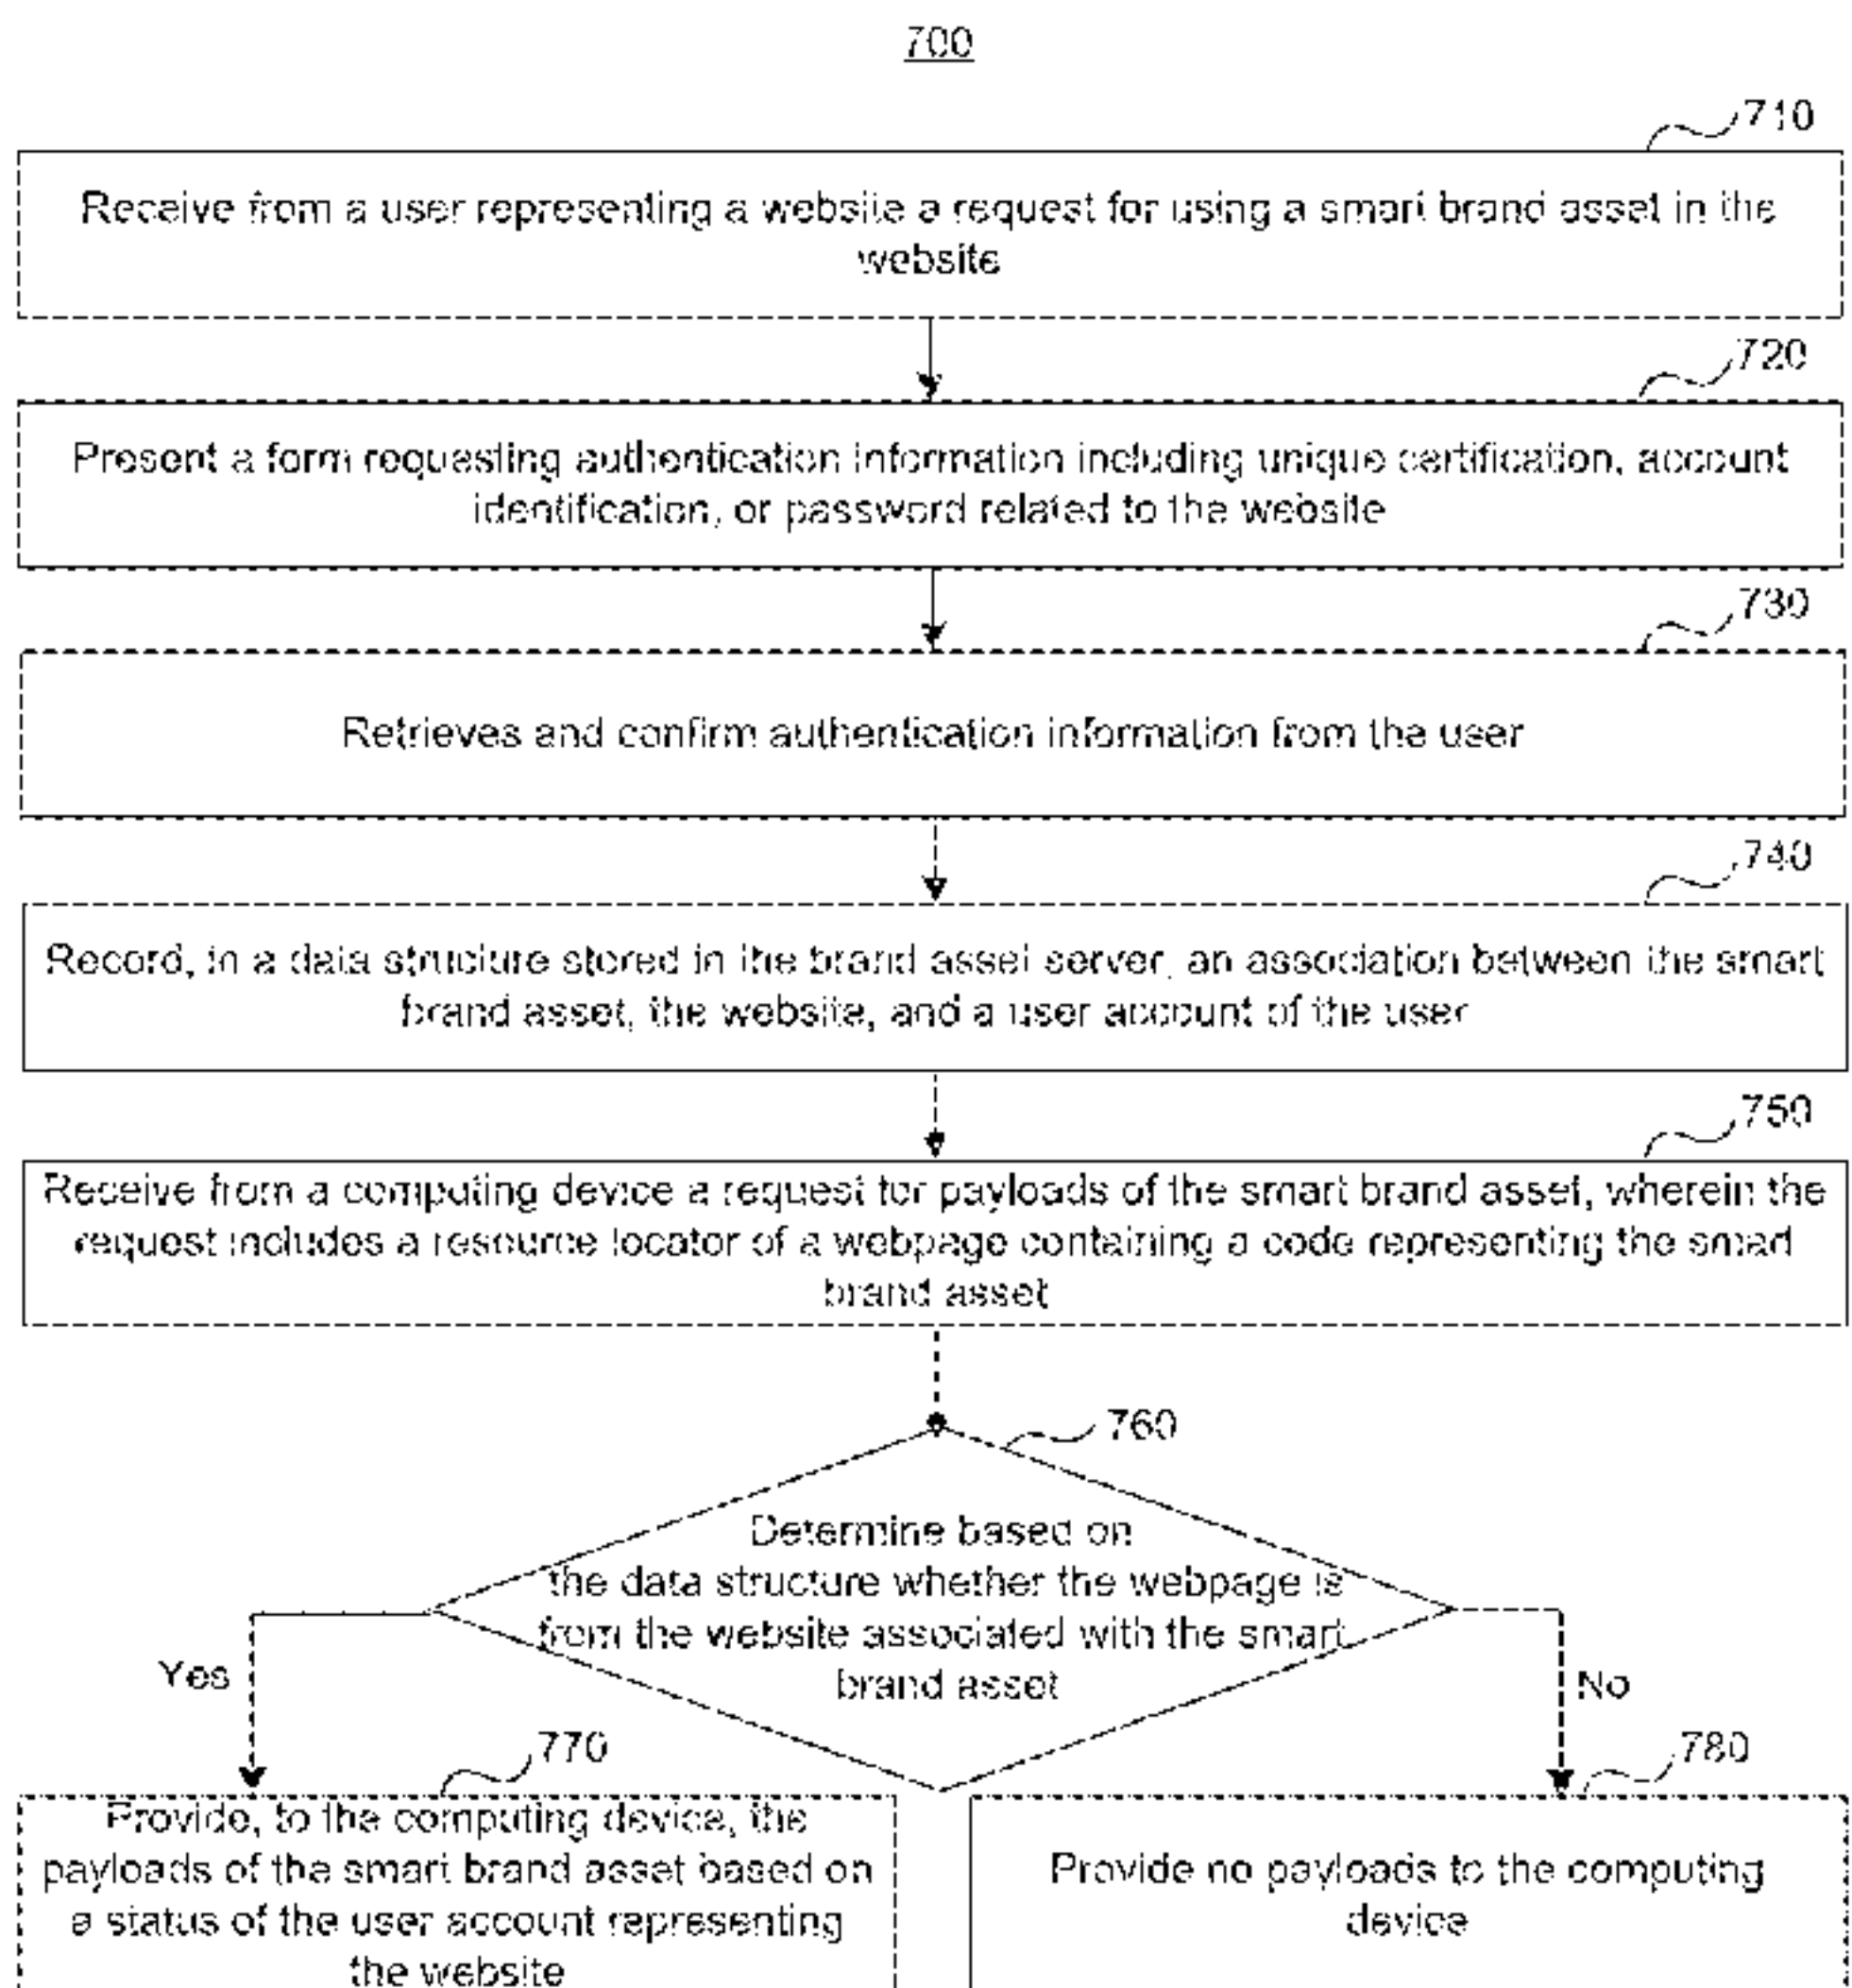 700
710
Receive from a user representing a website a request for using a smart brand asset in the
website
720
Present a form requesting authentication information including unique certification, account
identification, or password related to the website
730
Retrieves and confirm authentication information from the user
740
Record, in a data structure stored in the brand asset server, an association between the smart
brand asset, the website, and a user account of the user
750
Receive from a computing device a request for payloads of the smart brand asset, wherein the
request includes a resource locator of a webpage containing a code representing the smart
brand asset
760
Determine based on
the data structure whether the webpage is
from the website associated with the smart
brand asset
Yes
No
770
780
Provide, to the computing device, the
payloads of the smart brand asset based on
a status of the user account representing
the website
Provide no payloads to the computing
device